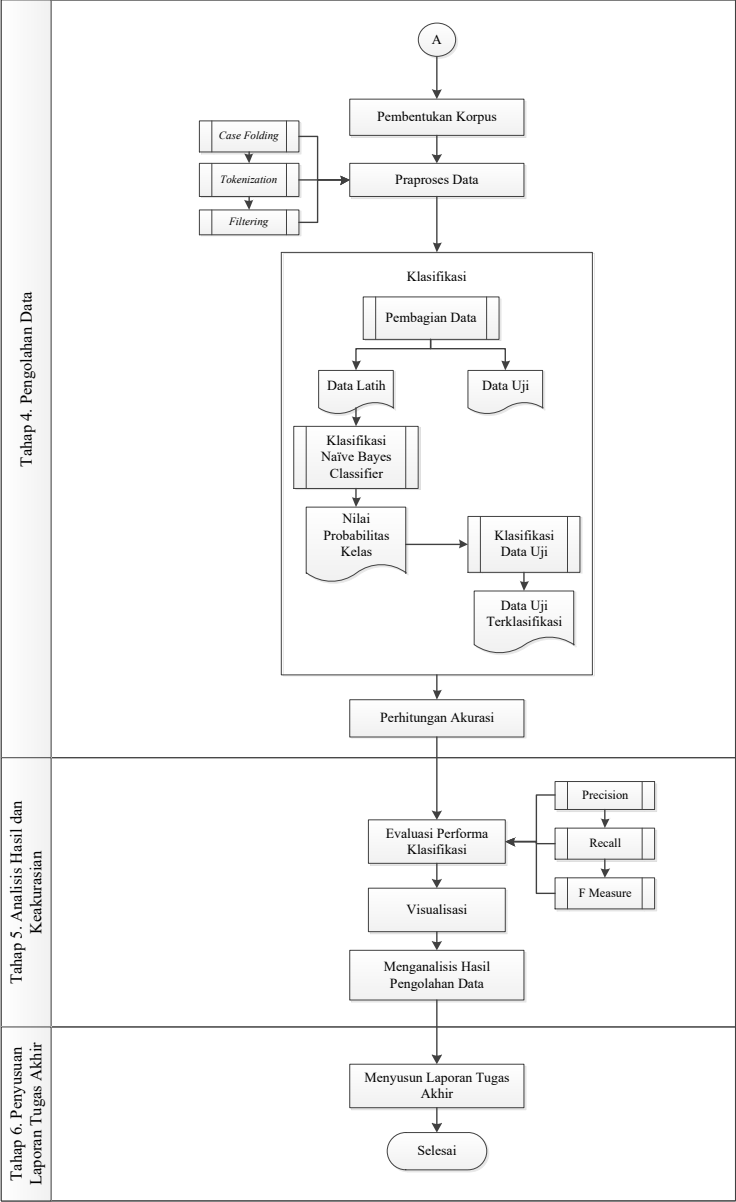 Tahap 4. Pengolahan Data
A
Pembentukan Korpus
Case Folding
Tokenization
Filtering
Praproses Data
Klasifikasi
Pembagian Data
Data Latih
Data Uji
Klasifikasi
Naïve Bayes
Classifier
Nilai
Probabilitas
Kelas
Klasifikasi
Data Uji
Data Uji
Terklasifikasi
Perhitungan Akurasi
Tahap 5. Analisis Hasil dan
Keakurasian
Evaluasi Performa
Klasifikasi
Precision
Recall
F Measure
Visualisasi
Menganalisis Hasil
Pengolahan Data
Tahap 6. Penyusuan
Laporan Tugas Akhir
Menyusun Laporan Tugas
Akhir
Selesai